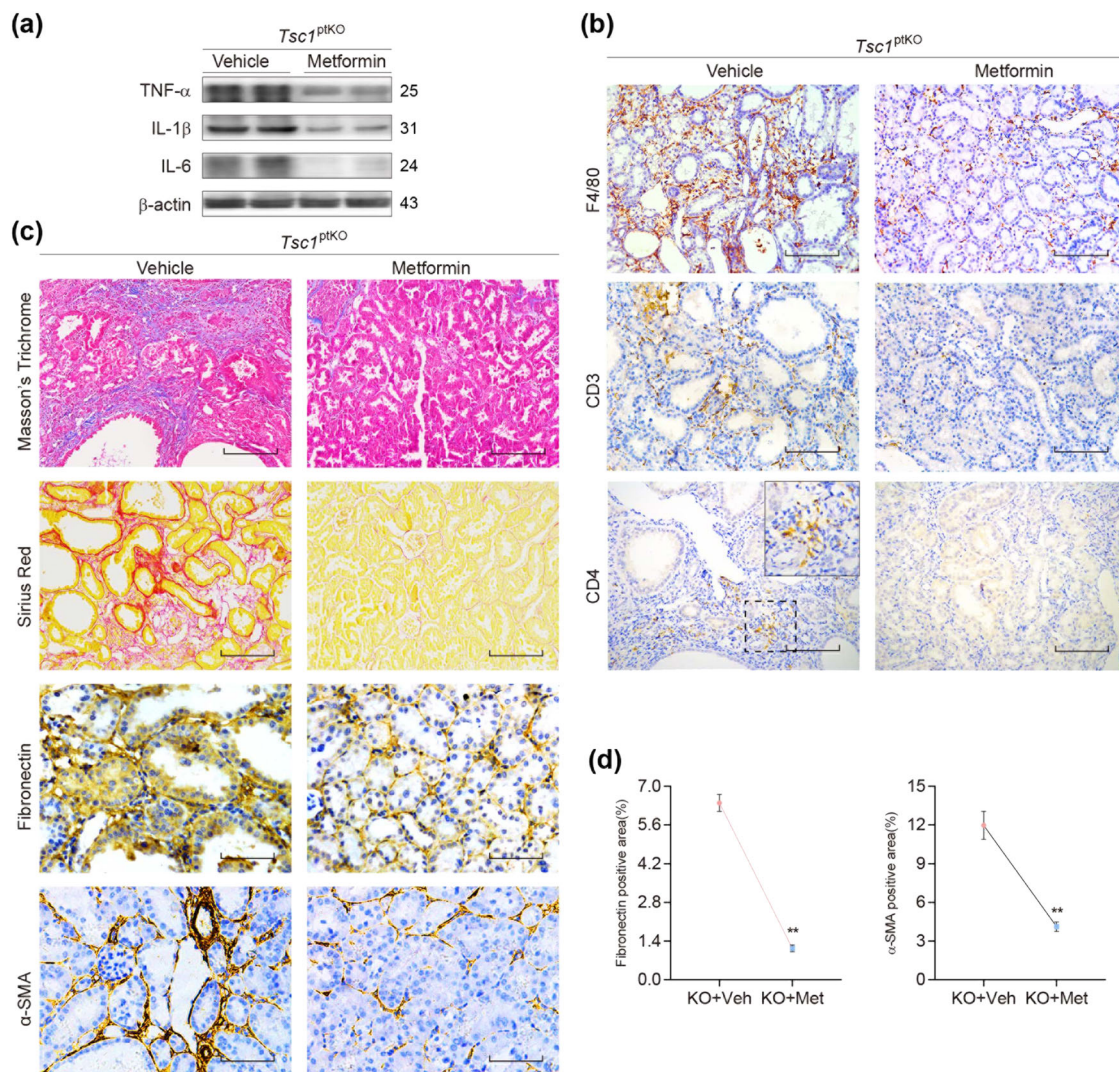 (a)
Tsc1ptKO
Vehicle Metformin
TNF-α 25
IL-1β 31
IL-6 24
β-actin 43
(b)
Tsc1ptKO
Vehicle Metformin
F4/80
CD3
CD4
(c)
Tsc1ptKO
Vehicle Metformin
Masson's Trichrome
Sirius Red
Fibronectin
α-SMA
(d)
Fibronectin positive area(%)
7.0
5.6
4.2
2.8
1.4
0.0
**
KO+Veh KO+Met
α-SMA positive area(%)
15
12
9
6
3
0
**
KO+Veh KO+Met